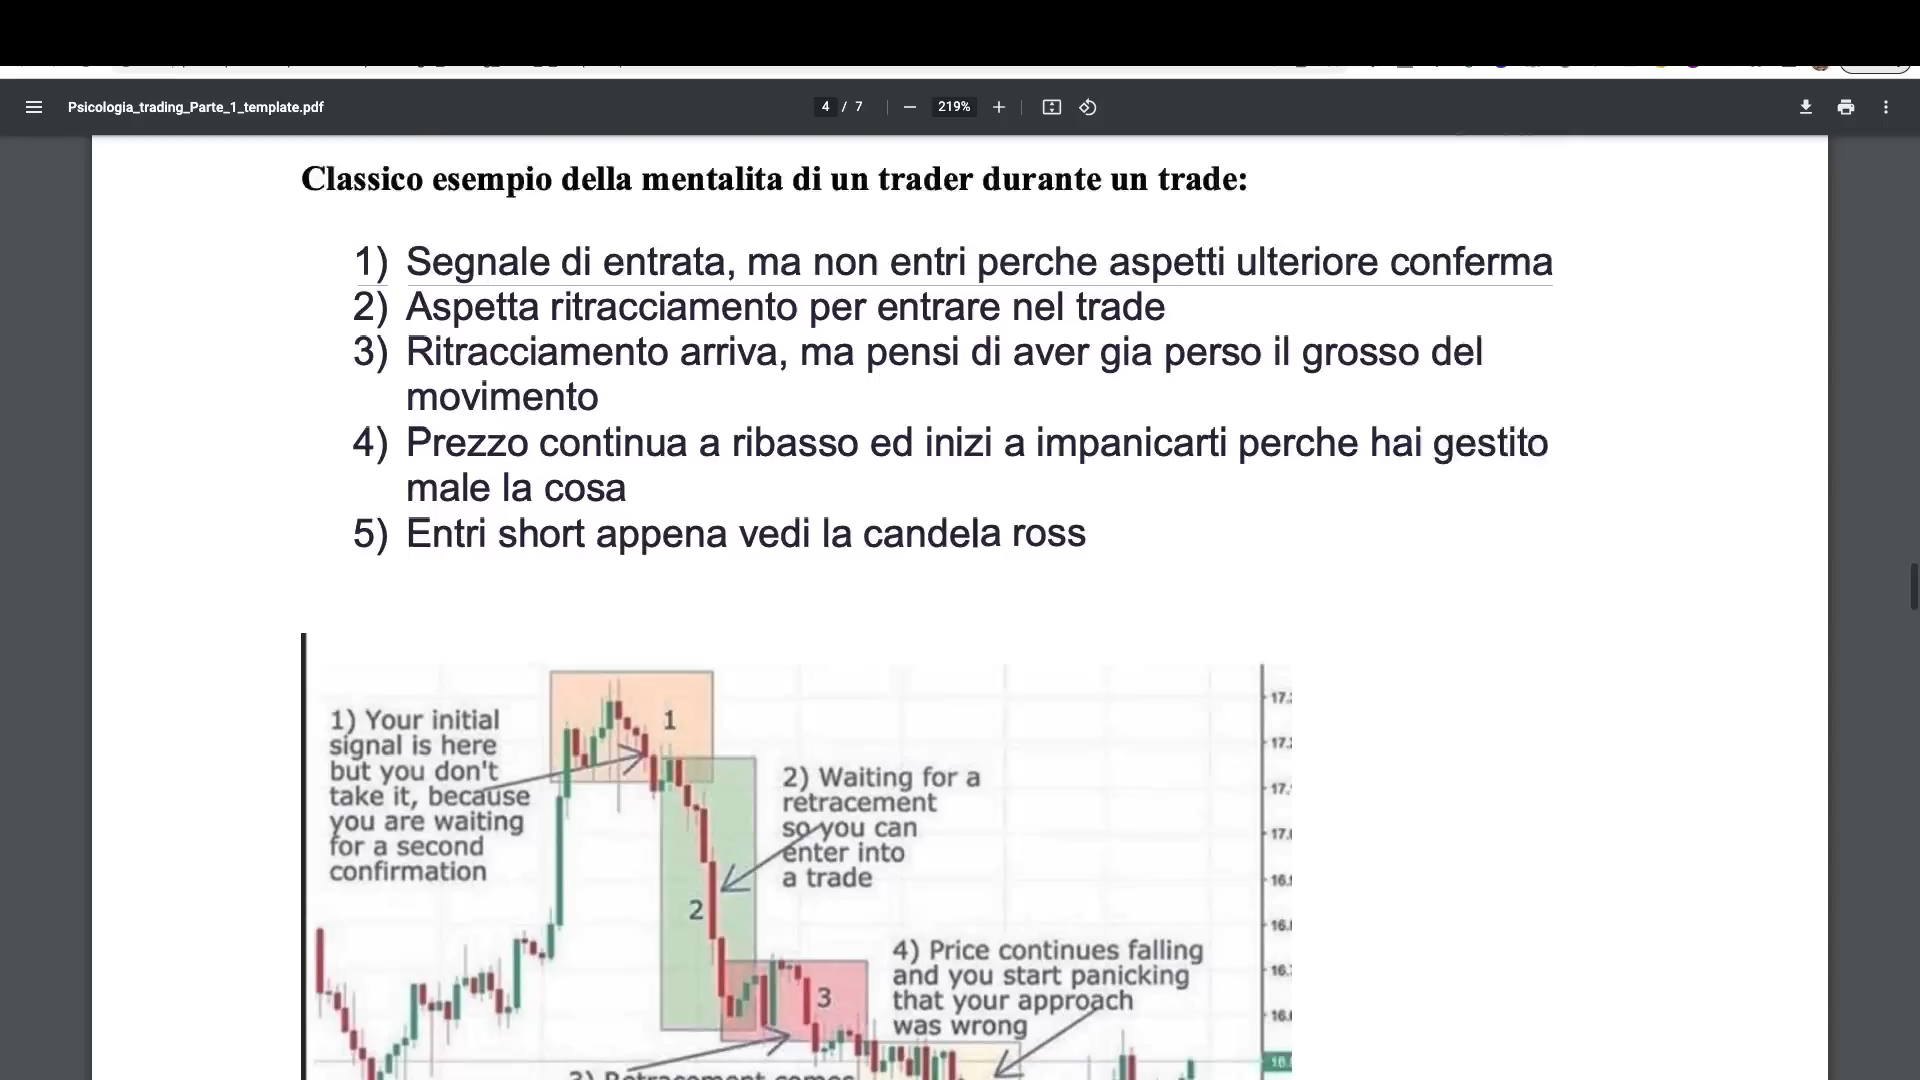 Psicologia_trading_Parte_1_template.pdf
4 / 7
219%
Classico esempio della mentalita di un trader durante un trade:
1) Segnale di entrata, ma non entri perche aspetti ulteriore conferma
2) Aspetta ritracciamento per entrare nel trade
3) Ritracciamento arriva, ma pensi di aver gia perso il grosso del
movimento
4) Prezzo continua a ribasso ed inizi a impanicarti perche hai gestito
male la cosa
5) Entri short appena vedi la candela ross
1) Your initial
signal is here
but you don't
take it, because
you are waiting
for a second
confirmation
1
2) Waiting for a
retracement
so you can
enter into
a trade
2
3
4) Price continues falling
and you start panicking
that your approach
was wrong
3) Retracement comes